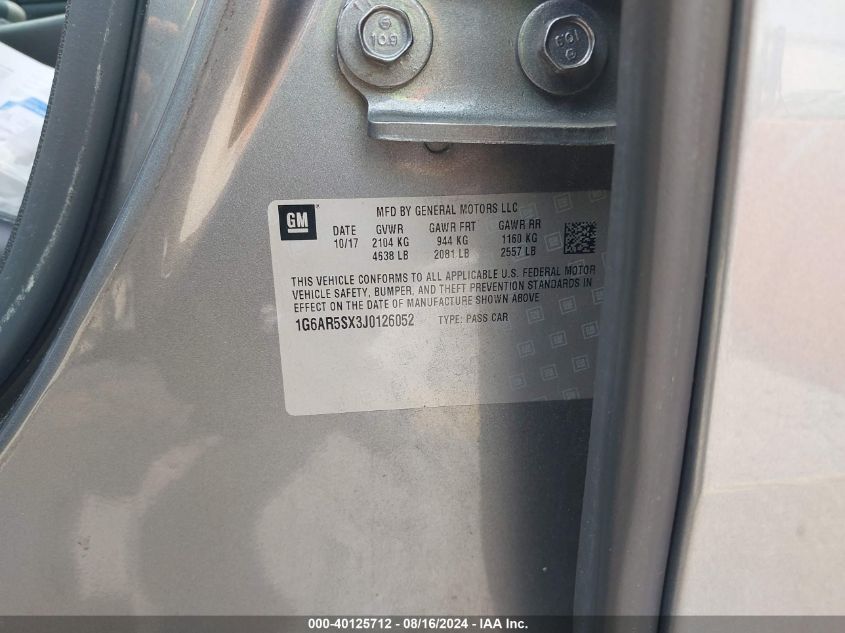 10.9
10.9
GM
MFD BY GENERAL MOTORS LLC
DATE GVWR GAWR FRT GAWR RR
10/17 2104 KG 944 KG 1160 KG
4638 LB 2081 LB 2557 LB
THIS VEHICLE CONFORMS TO ALL APPLICABLE U.S. FEDERAL MOTOR
VEHICLE SAFETY, BUMPER, AND THEFT PREVENTION STANDARDS IN
EFFECT ON THE DATE OF MANUFACTURE SHOWN ABOVE
1G6AR5SX3J0126052 TYPE: PASS CAR
000-40125712 - 08/16/2024 - IAA Inc.